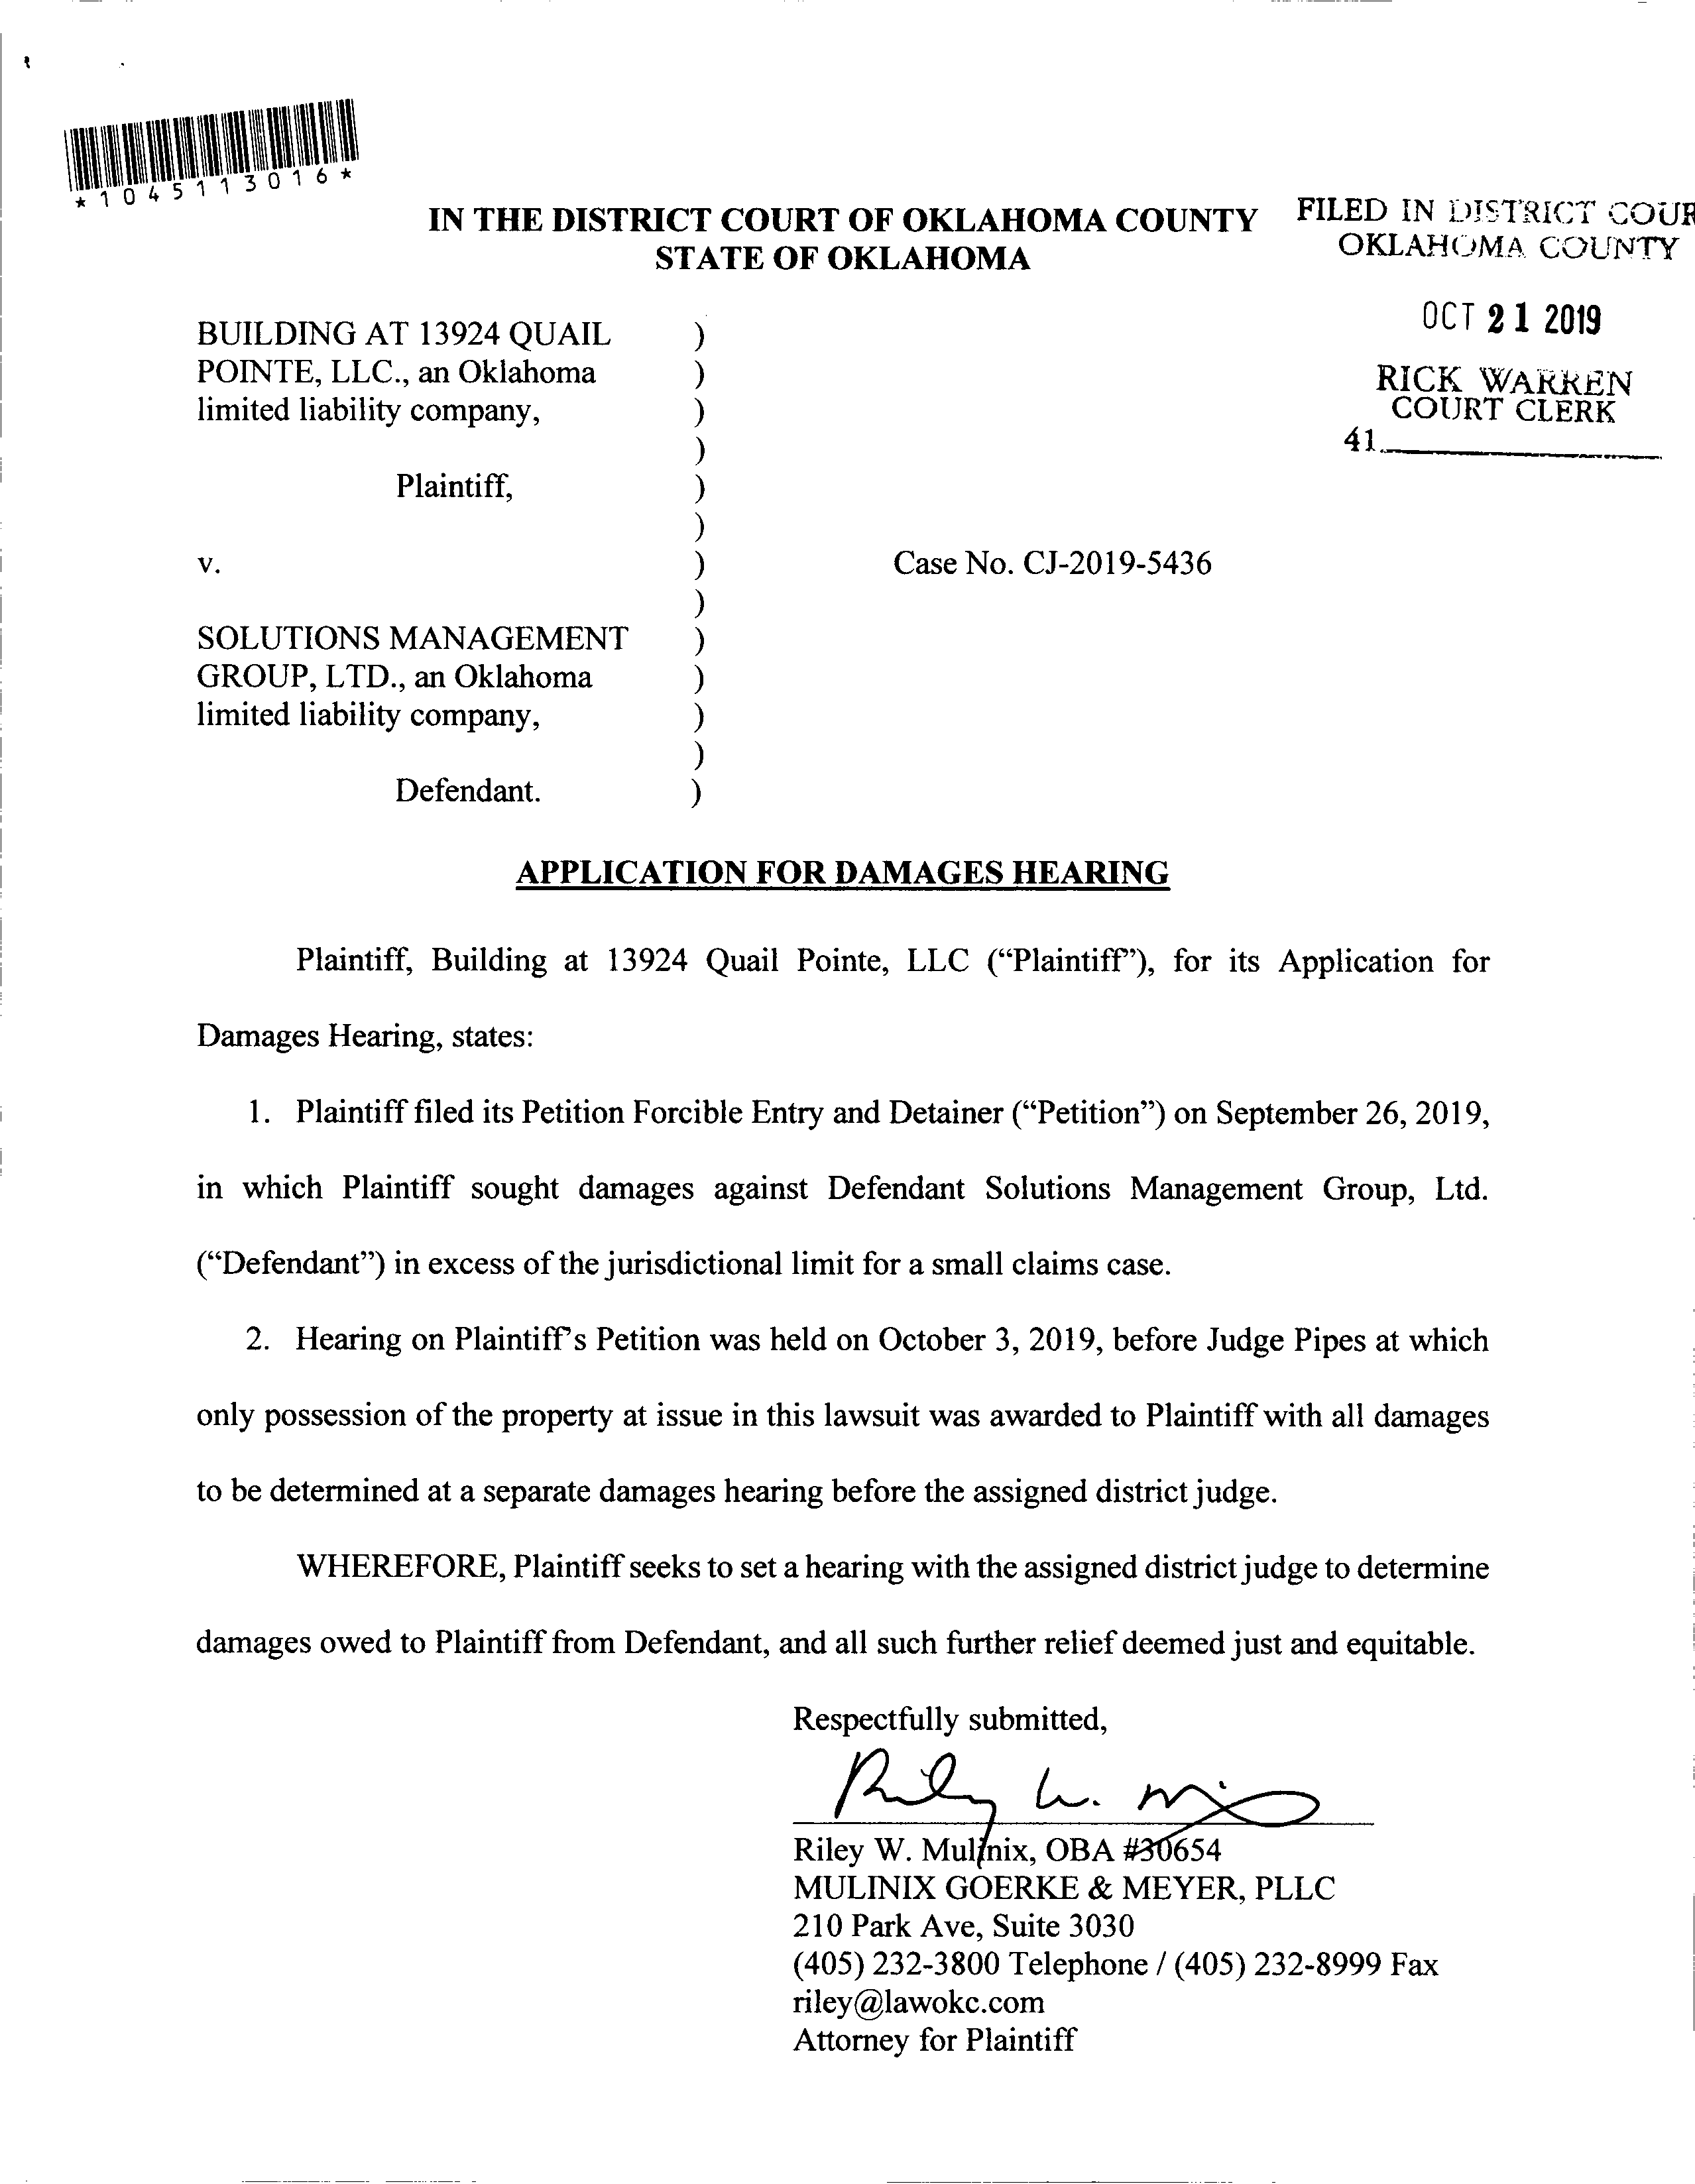 *1045113016*
IN THE DISTRICT COURT OF OKLAHOMA COUNTY
STATE OF OKLAHOMA
FILED IN DISTRICT COUR
OKLAHOMA COUNTY
OCT 21 2019
RICK WARREN
COURT CLERK
41
BUILDING AT 13924 QUAIL )
POINTE, LLC., an Oklahoma )
limited liability company, )
)
Plaintiff, )
)
v. ) Case No. CJ-2019-5436
)
SOLUTIONS MANAGEMENT )
GROUP, LTD., an Oklahoma )
limited liability company, )
)
Defendant. )
APPLICATION FOR DAMAGES HEARING
Plaintiff, Building at 13924 Quail Pointe, LLC (“Plaintiff”), for its Application for
Damages Hearing, states:
1. Plaintiff filed its Petition Forcible Entry and Detainer (“Petition”) on September 26, 2019,
in which Plaintiff sought damages against Defendant Solutions Management Group, Ltd.
(“Defendant”) in excess of the jurisdictional limit for a small claims case.
2. Hearing on Plaintiff's Petition was held on October 3, 2019, before Judge Pipes at which
only possession of the property at issue in this lawsuit was awarded to Plaintiff with all damages
to be determined at a separate damages hearing before the assigned district judge.
WHEREFORE, Plaintiff seeks to set a hearing with the assigned district judge to determine
damages owed to Plaintiff from Defendant, and all such further relief deemed just and equitable.
Respectfully submitted,
Riley W. Mulinix, OBA #30654
MULINIX GOERKE & MEYER, PLLC
210 Park Ave, Suite 3030
(405) 232-3800 Telephone / (405) 232-8999 Fax
riley@lawokc.com
Attorney for Plaintiff